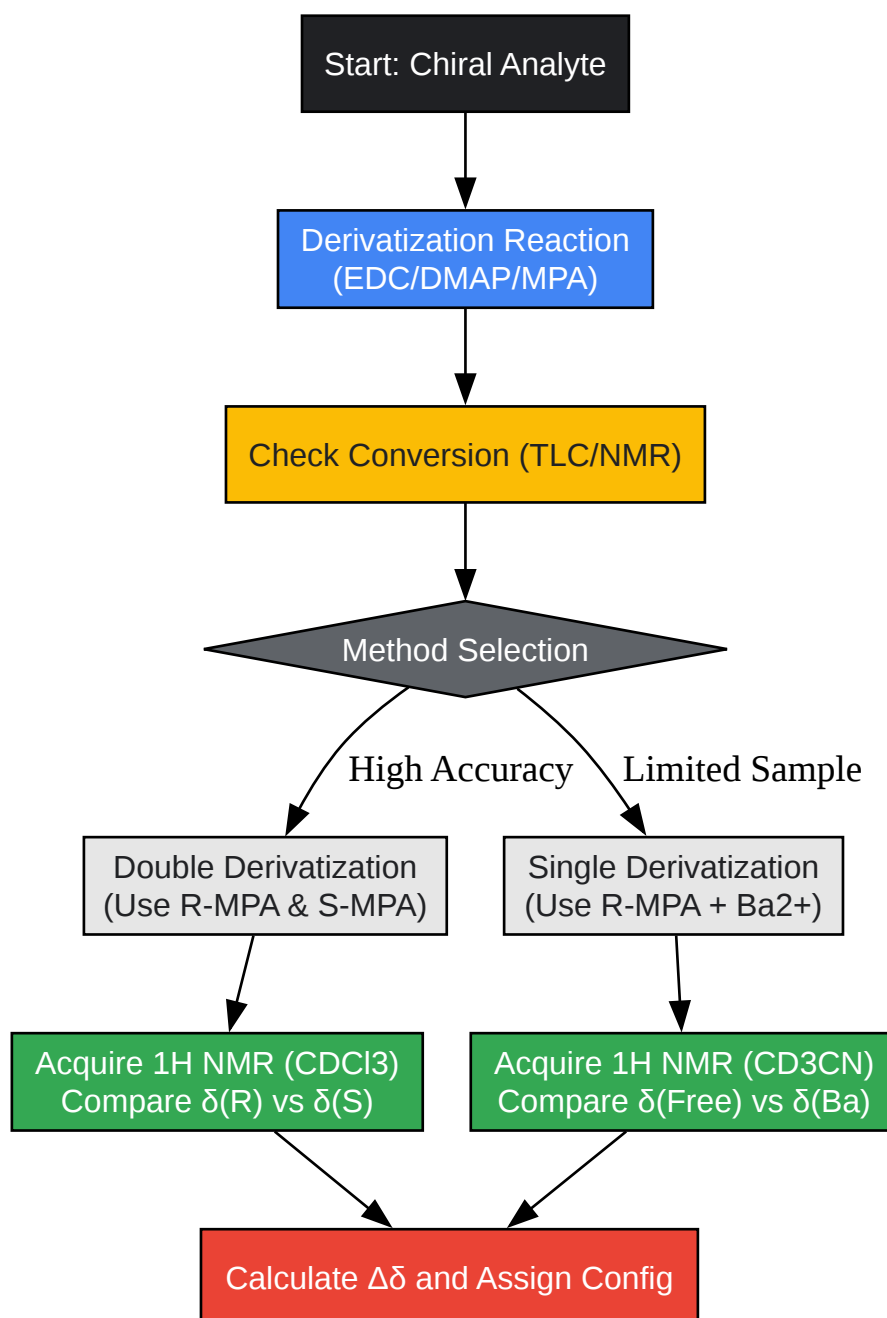 Start: Chiral Analyte
Derivatization Reaction
(EDC/DMAP/MPA)
Check Conversion (TLC/NMR)
Method Selection
High Accuracy
Limited Sample
Double Derivatization
(Use R-MPA & S-MPA)
Single Derivatization
(Use R-MPA + Ba2+)
Acquire 1H NMR (CDCl3)
Compare δ(R) vs δ(S)
Acquire 1H NMR (CD3CN)
Compare δ(Free) vs δ(Ba)
Calculate Δδ and Assign Config